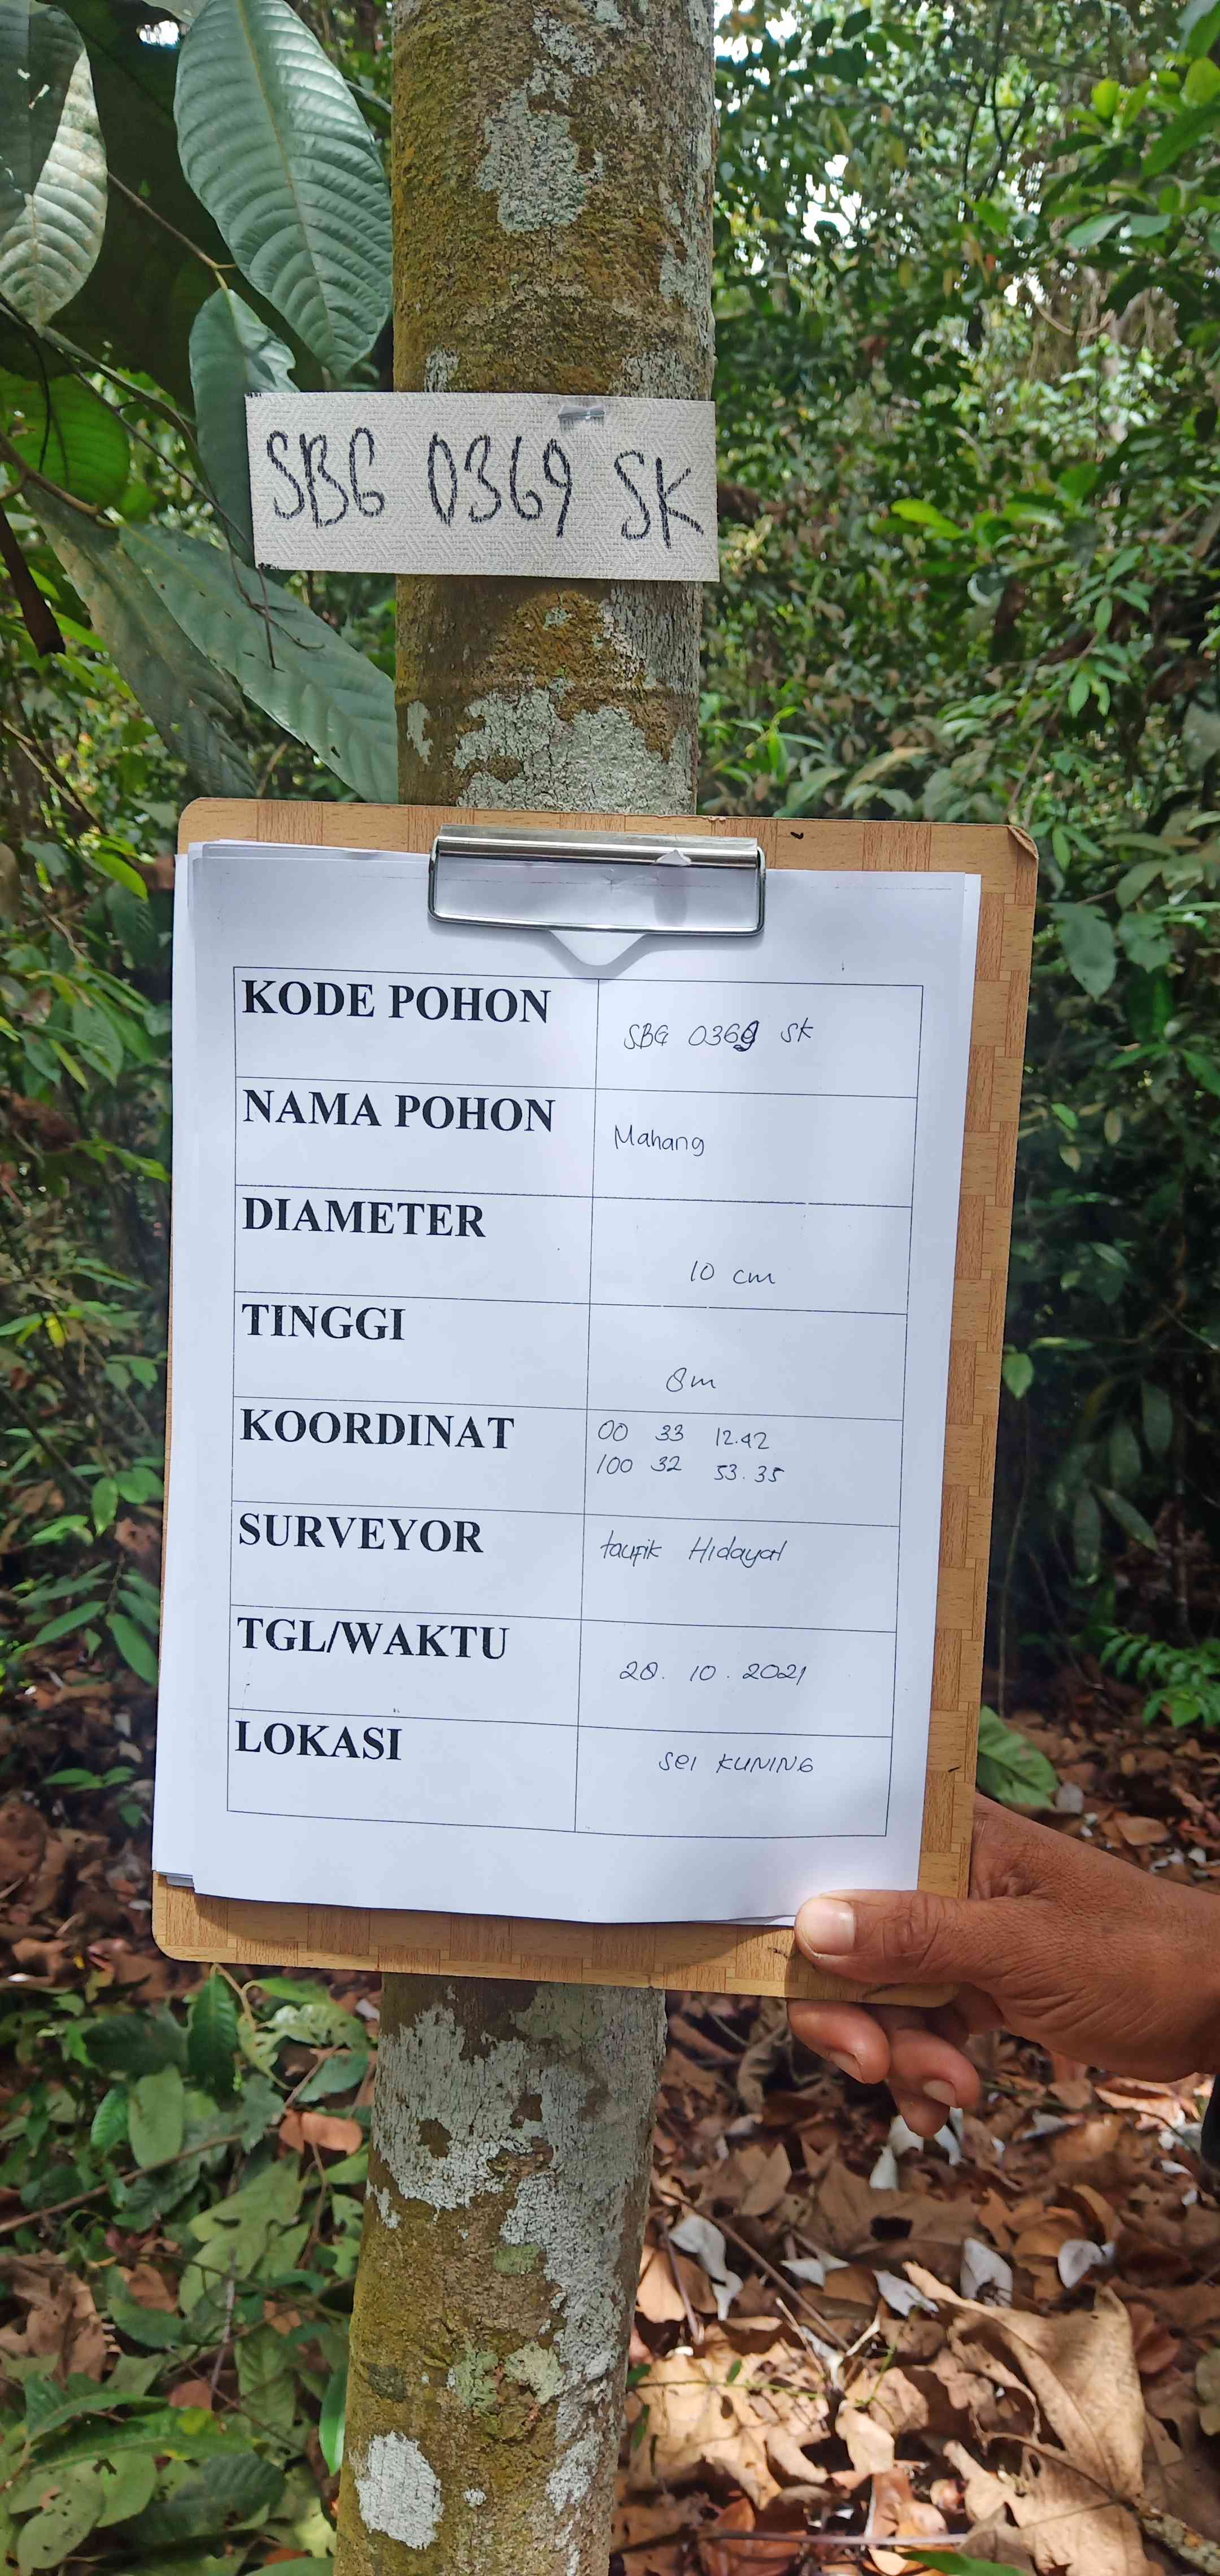 SBG 0369 SK
KODE POHON
SBG 0369 SK
NAMA POHON
Mahang
DIAMETER
10 cm
TINGGI
8m
KOORDINAT
00 33 12.42
100 32 53.35
SURVEYOR
taufik Hidayat
TGL/WAKTU
28. 10. 2021
LOKASI
sei KUNING